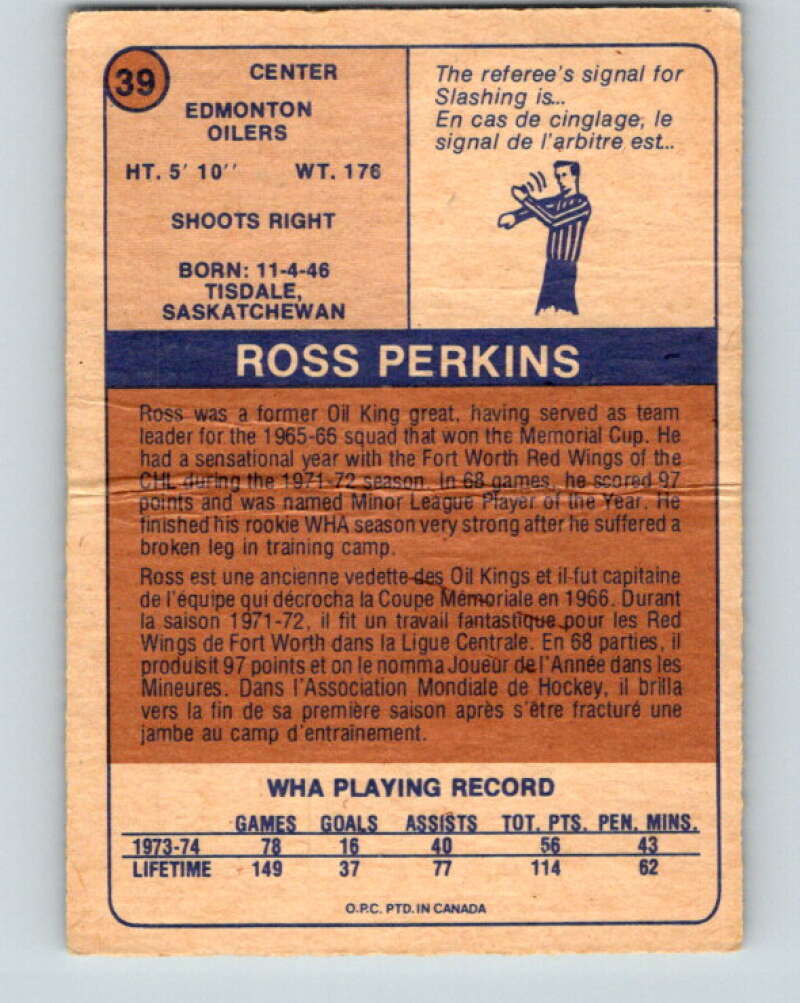 39
CENTER
EDMONTON
OILERS
HT. 5' 10'' WT. 176
SHOOTS RIGHT
BORN: 11-4-46
TISDALE,
SASKATCHEWAN
The referee's signal for
Slashing is...
En cas de cinglage, le
signal de l'arbitre est...
ROSS PERKINS
Ross was a former Oil King great, having served as team
leader for the 1965-66 squad that won the Memorial Cup. He
had a sensational year with the Fort Worth Red Wings of the
CHL during the 1971-72 season. In 68 games, he scored 97
points and was named Minor League Player of the Year. He
finished his rookie WHA season very strong after he suffered a
broken leg in training camp.
Ross est une ancienne vedette des Oil Kings et il fut capitaine
de l'équipe qui décrocha la Coupe Mémoriale en 1966. Durant
la saison 1971-72, il fit un travail fantastique pour les Red
Wings de Fort Worth dans la Ligue Centrale. En 68 parties, il
produisit 97 points et on le nomma Joueur de l'Année dans les
Mineures. Dans l'Association Mondiale de Hockey, il brilla
vers la fin de sa première saison après s'être fracturé une
jambe au camp d'entraînement.
WHA PLAYING RECORD
GAMES GOALS ASSISTS TOT. PTS. PEN. MINS.
1973-74 78 16 40 56 43
LIFETIME 149 37 77 114 62
O.P.C. PTD. IN CANADA